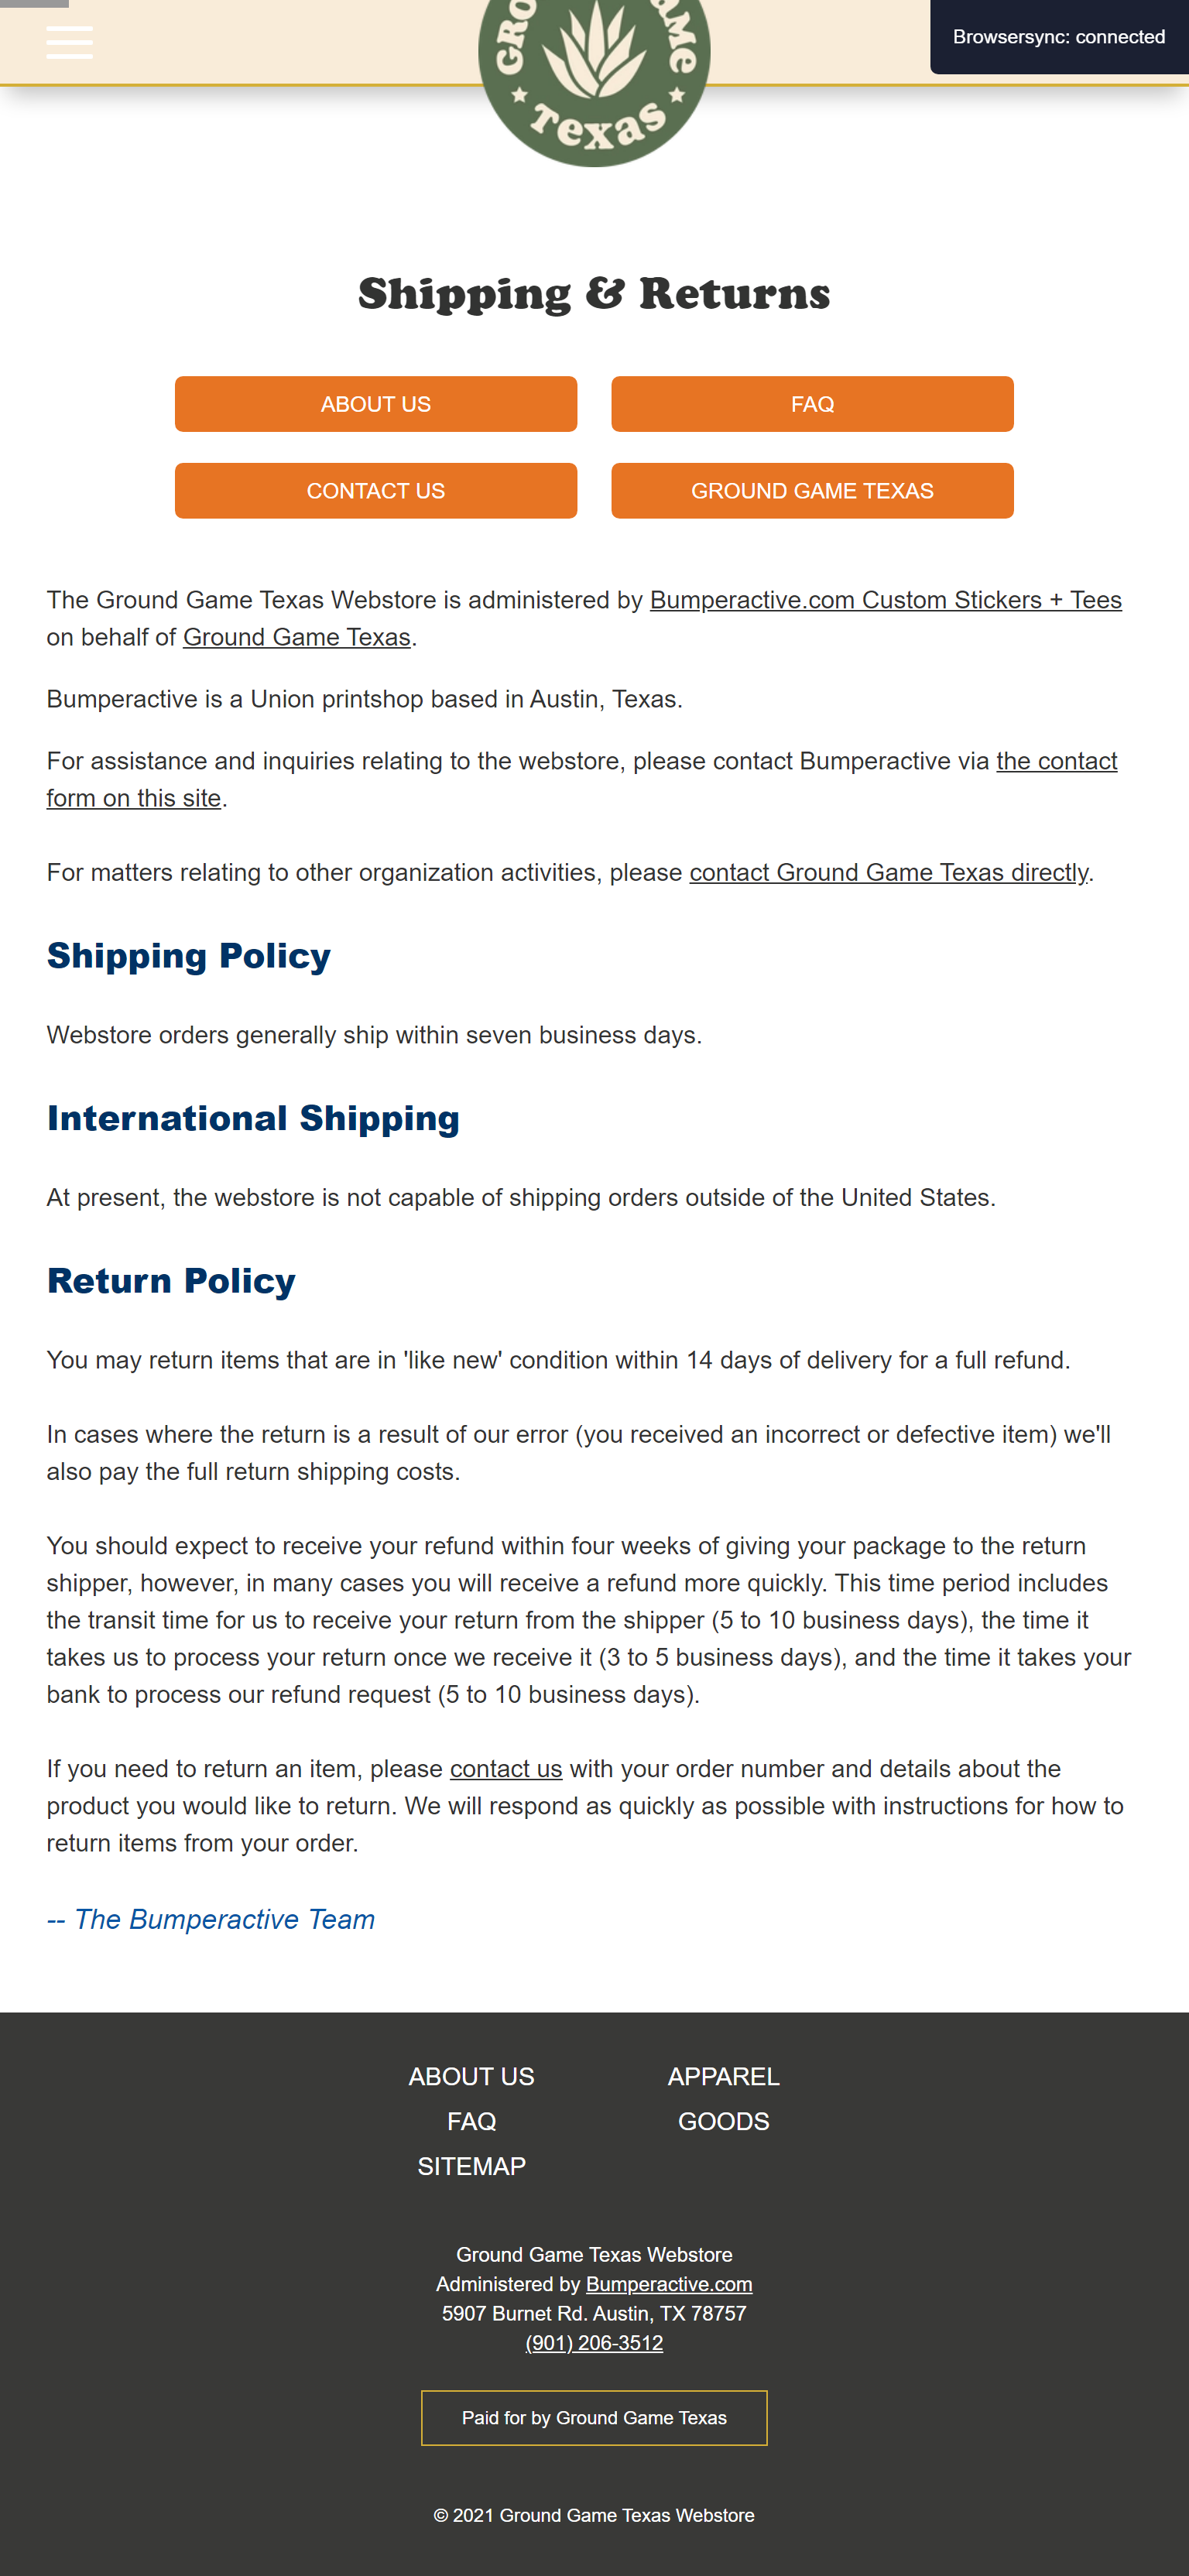 Browsersync: connected
Texas
Shipping & Returns
ABOUT US
FAQ
CONTACT US
GROUND GAME TEXAS
The Ground Game Texas Webstore is administered by Bumperactive.com Custom Stickers + Tees
on behalf of Ground Game Texas.
Bumperactive is a Union printshop based in Austin, Texas.
For assistance and inquiries relating to the webstore, please contact Bumperactive via the contact
form on this site.
For matters relating to other organization activities, please contact Ground Game Texas directly.
Shipping Policy
Webstore orders generally ship within seven business days.
International Shipping
At present, the webstore is not capable of shipping orders outside of the United States.
Return Policy
You may return items that are in 'like new' condition within 14 days of delivery for a full refund.
In cases where the return is a result of our error (you received an incorrect or defective item) we'll
also pay the full return shipping costs.
You should expect to receive your refund within four weeks of giving your package to the return
shipper, however, in many cases you will receive a refund more quickly. This time period includes
the transit time for us to receive your return from the shipper (5 to 10 business days), the time it
takes us to process your return once we receive it (3 to 5 business days), and the time it takes your
bank to process our refund request (5 to 10 business days).
If you need to return an item, please contact us with your order number and details about the
product you would like to return. We will respond as quickly as possible with instructions for how to
return items from your order.
-- The Bumperactive Team
ABOUT US
FAQ
SITEMAP
APPAREL
GOODS
Ground Game Texas Webstore
Administered by Bumperactive.com
5907 Burnet Rd. Austin, TX 78757
(901) 206-3512
Paid for by Ground Game Texas
© 2021 Ground Game Texas Webstore